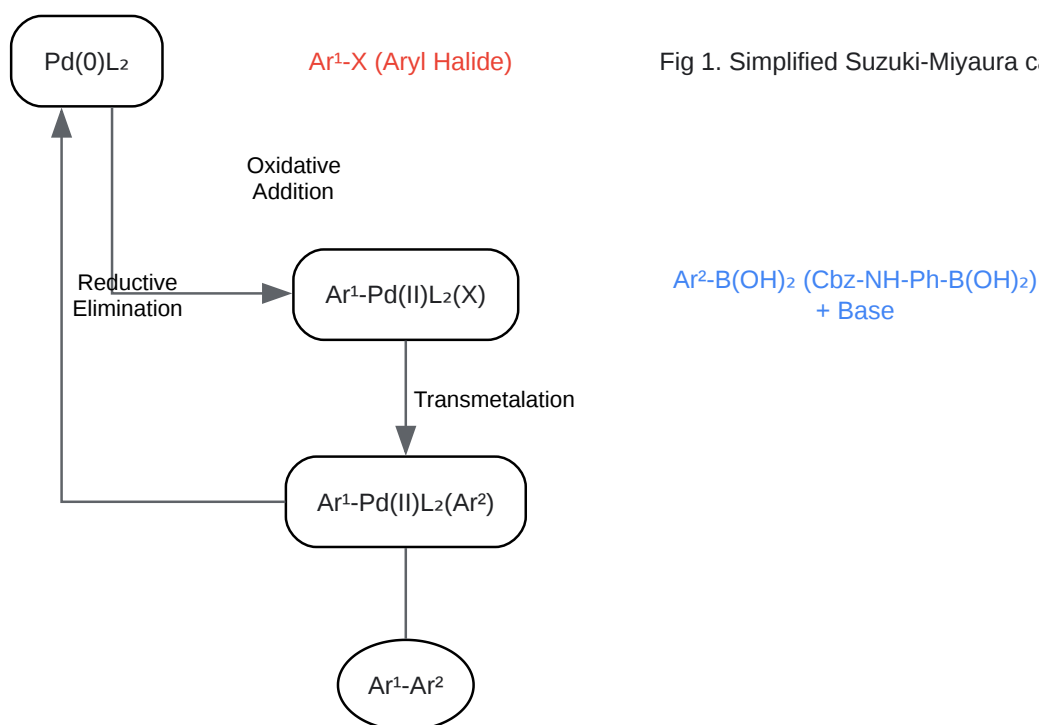 Pd(0)L₂
Ar¹-X (Aryl Halide)
Fig 1. Simplified Suzuki-Miyaura
Oxidative
Addition
Reductive
Elimination
Ar¹-Pd(II)L₂(X)
Ar²-B(OH)₂ (Cbz-NH-Ph-B(OH)₂)
+ Base
Transmetalation
Ar¹-Pd(II)L₂(Ar²)
Ar¹-Ar²